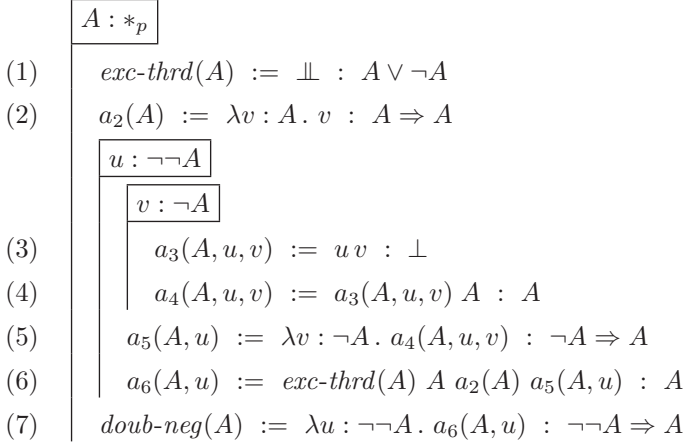 A : ∗ₚ
(1) exc-thrd(A) := ⫫ : A ∨ ¬A
(2) a₂(A) := λv : A . v : A ⇒ A
u : ¬¬A
v : ¬A
(3) a₃(A, u, v) := u v : ⊥
(4) a₄(A, u, v) := a₃(A, u, v) A : A
(5) a₅(A, u) := λv : ¬A . a₄(A, u, v) : ¬A ⇒ A
(6) a₆(A, u) := exc-thrd(A) A a₂(A) a₅(A, u) : A
(7) doub-neg(A) := λu : ¬¬A . a₆(A, u) : ¬¬A ⇒ A